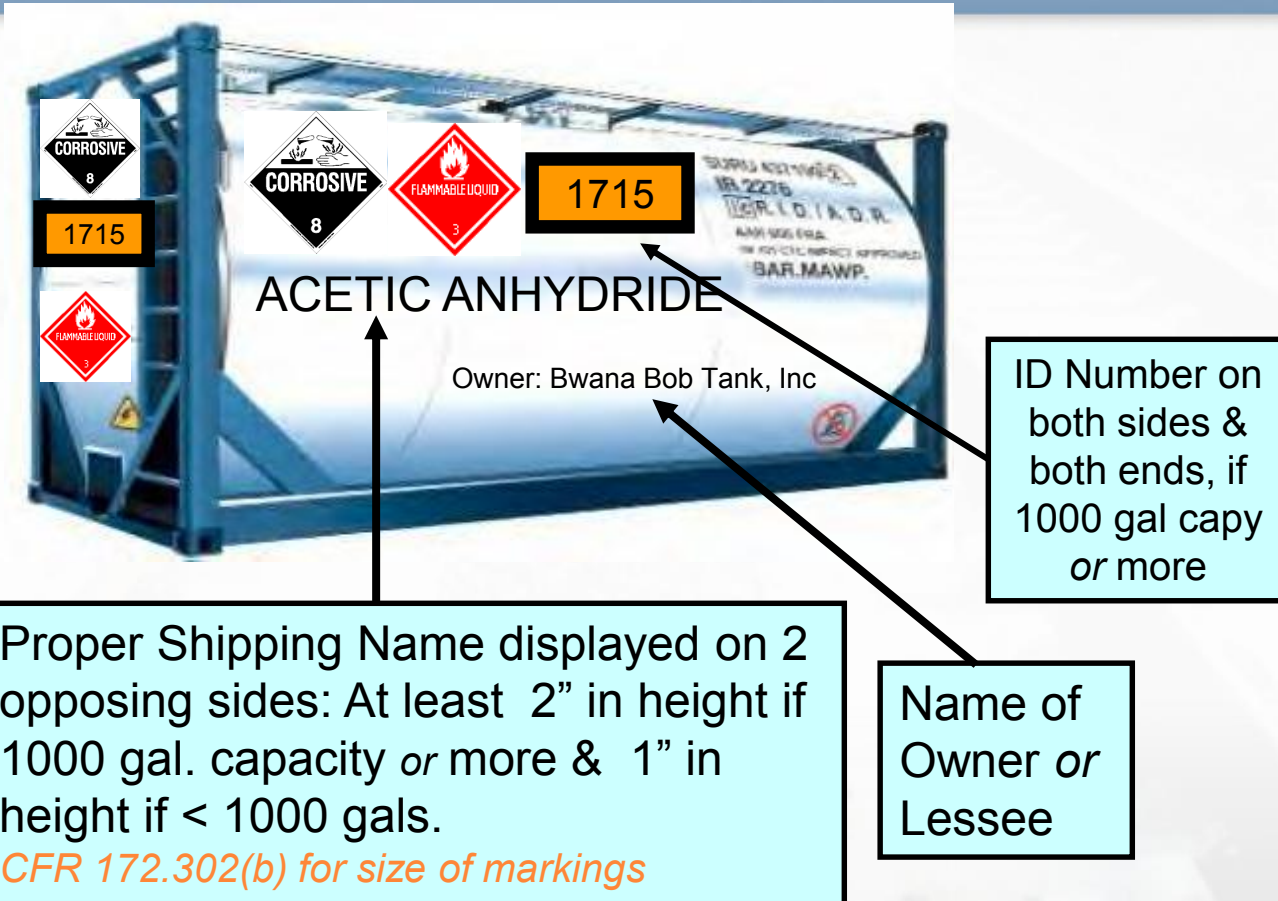 CORROSIVE
8
1715
FLAMMABLE LIQUID
3
CORROSIVE
8
FLAMMABLE LIQUID
3
1715
ACETIC ANHYDRIDE
Owner: Bwana Bob Tank, Inc
BAR.MAWP.
ID Number on
both sides &
both ends, if
1000 gal capy
or more
Proper Shipping Name displayed on 2
opposing sides: At least 2” in height if
1000 gal. capacity or more & 1” in
height if < 1000 gals.
CFR 172.302(b) for size of markings
Name of
Owner or
Lessee